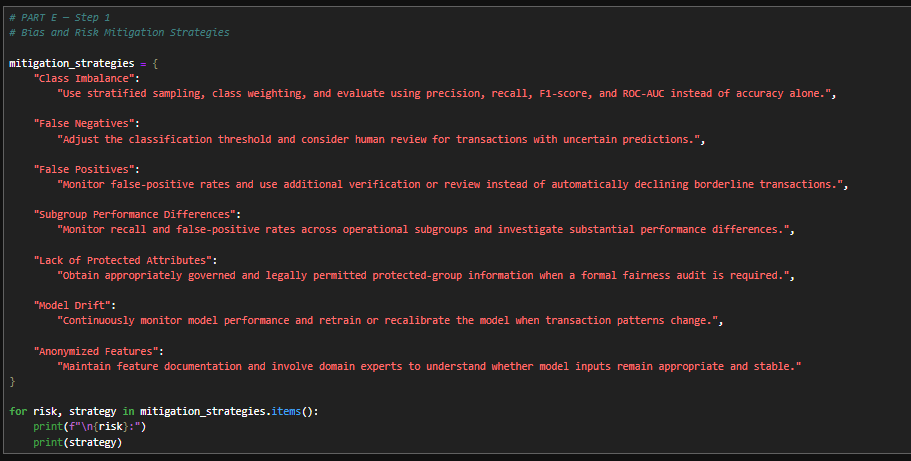 # PART E — Step 1
# Bias and Risk Mitigation Strategies
mitigation_strategies = {
    "Class Imbalance":
        "Use stratified sampling, class weighting, and evaluate using precision, recall, F1-score, and ROC-AUC instead of accuracy alone.",
    "False Negatives":
        "Adjust the classification threshold and consider human review for transactions with uncertain predictions.",
    "False Positives":
        "Monitor false-positive rates and use additional verification or review instead of automatically declining borderline transactions.",
    "Subgroup Performance Differences":
        "Monitor recall and false-positive rates across operational subgroups and investigate substantial performance differences.",
    "Lack of Protected Attributes":
        "Obtain appropriately governed and legally permitted protected-group information when a formal fairness audit is required.",
    "Model Drift":
        "Continuously monitor model performance and retrain or recalibrate the model when transaction patterns change.",
    "Anonymized Features":
        "Maintain feature documentation and involve domain experts to understand whether model inputs remain appropriate and stable."
}
for risk, strategy in mitigation_strategies.items():
    print(f"\n{risk}:")
    print(strategy)